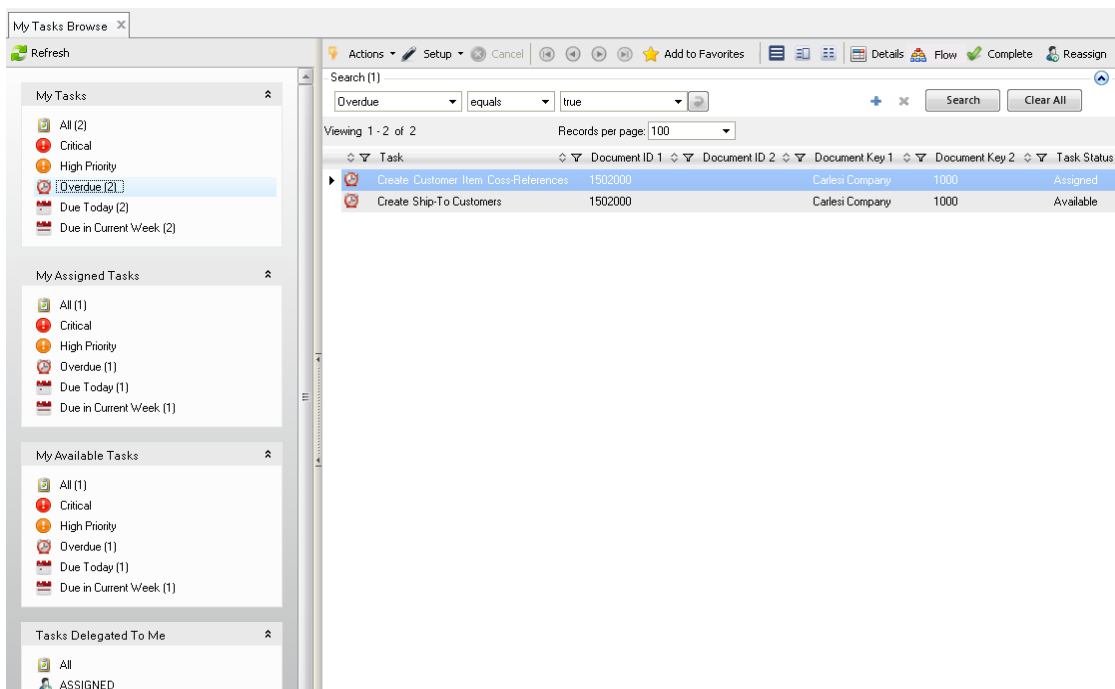 My Tasks Browse
Refresh
Actions Setup Cancel Add to Favorites Details Flow Complete Reassign
Search (1)
Overdue equals true Search Clear All
Viewing 1 - 2 of 2 Records per page: 100
Task Document ID 1 Document ID 2 Document Key 1 Document Key 2 Task Status
Create Customer Item Coss-References 1502000 Carlesi Company 1000 Assigned
Create Ship-To Customers 1502000 Carlesi Company 1000 Available
My Tasks
All (2)
Critical
High Priority
Overdue (2)
Due Today (2)
Due in Current Week (2)
My Assigned Tasks
All (1)
Critical
High Priority
Overdue (1)
Due Today (1)
Due in Current Week (1)
My Available Tasks
All (1)
Critical
High Priority
Overdue (1)
Due Today (1)
Due in Current Week (1)
Tasks Delegated To Me
All
ASSIGNED